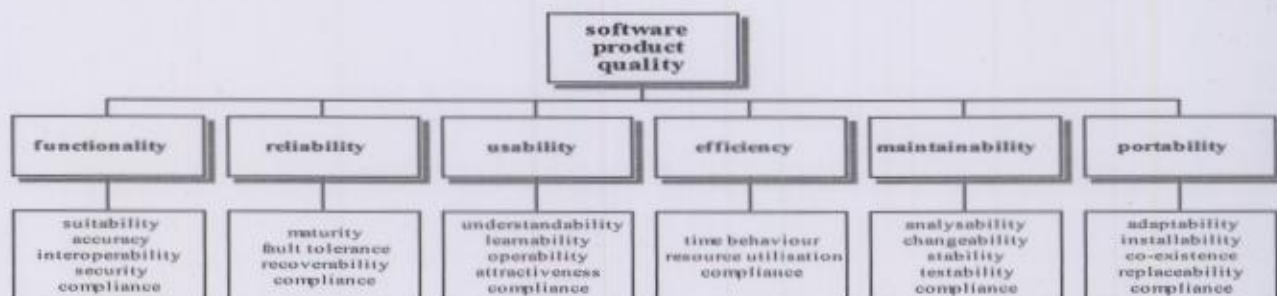 software
product
quality
functionality
reliability
usability
efficiency
maintainability
portability
suitability
accuracy
interoperability
security
compliance
maturity
fault tolerance
recoverability
compliance
understandability
learnability
operability
attractiveness
compliance
time behaviour
resource utilisation
compliance
analysability
changeability
stability
testability
compliance
adaptability
installability
co-existence
replaceability
compliance